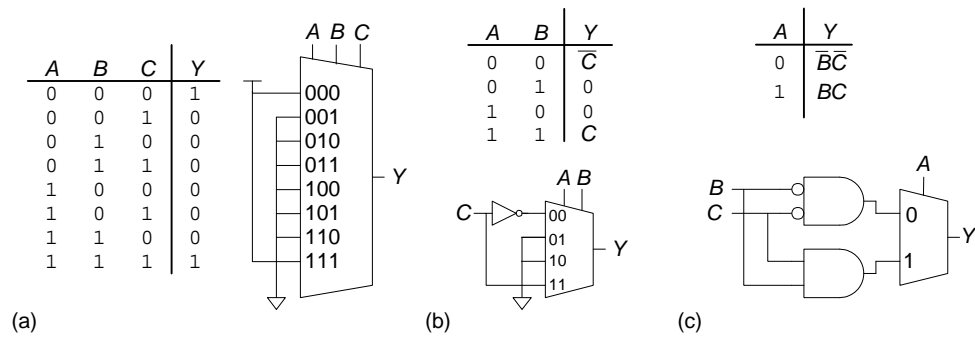 A B C Y
0 0 0 1
0 0 1 0
0 1 0 0
0 1 1 0
1 0 0 0
1 0 1 0
1 1 0 0
1 1 1 1
A B C
000
001
010
011
100
101
110
111
Y
(a)
A B Y
0 0 C̅
0 1 0
1 0 0
1 1 C
A B
C
00
01
10
11
Y
(b)
A Y
0 B̅C̅
1 BC
A
B
C
0
1
Y
(c)